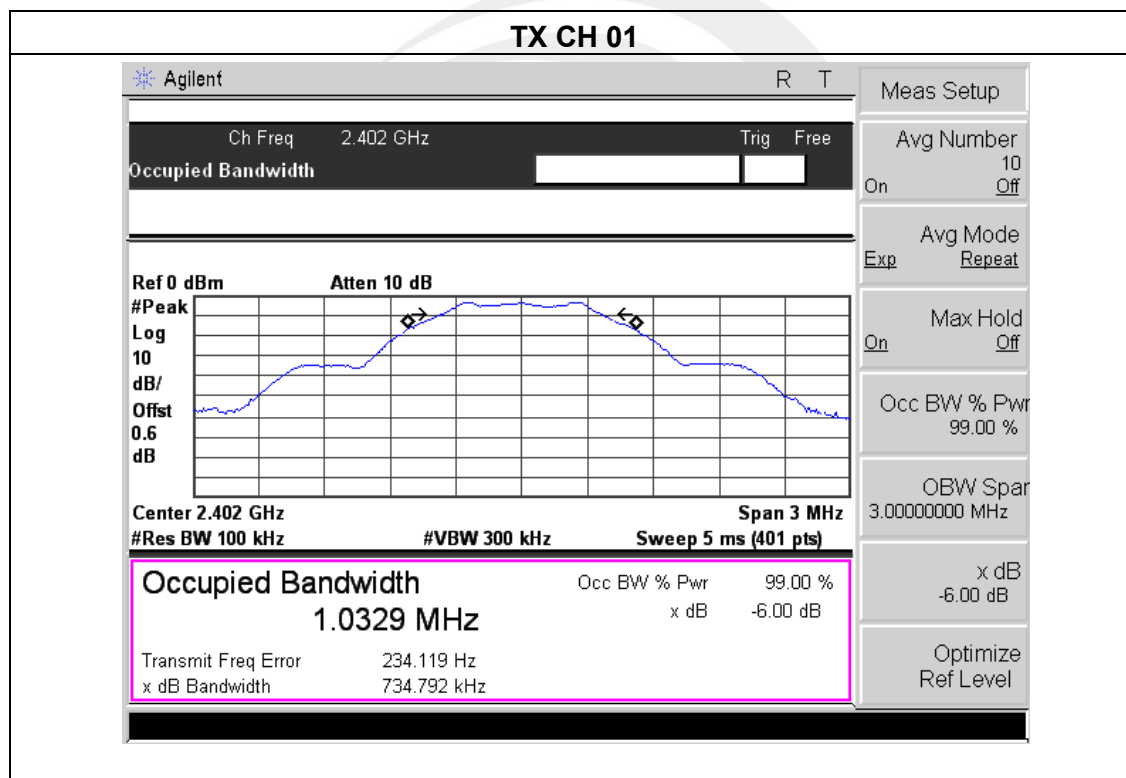 TX CH 01
Agilent R T
Ch Freq 2.402 GHz Trig Free
Occupied Bandwidth
Ref 0 dBm Atten 10 dB
#Peak
Log
10
dB/
Offst
0.6
dB
Center 2.402 GHz Span 3 MHz
#Res BW 100 kHz #VBW 300 kHz Sweep 5 ms (401 pts)
Occupied Bandwidth Occ BW % Pwr 99.00 %
1.0329 MHz x dB -6.00 dB
Transmit Freq Error 234.119 Hz
x dB Bandwidth 734.792 kHz
Meas Setup
Avg Number
10
On Off
Avg Mode
Exp Repeat
Max Hold
On Off
Occ BW % Pwr
99.00 %
OBW Span
3.00000000 MHz
x dB
-6.00 dB
Optimize
Ref Level